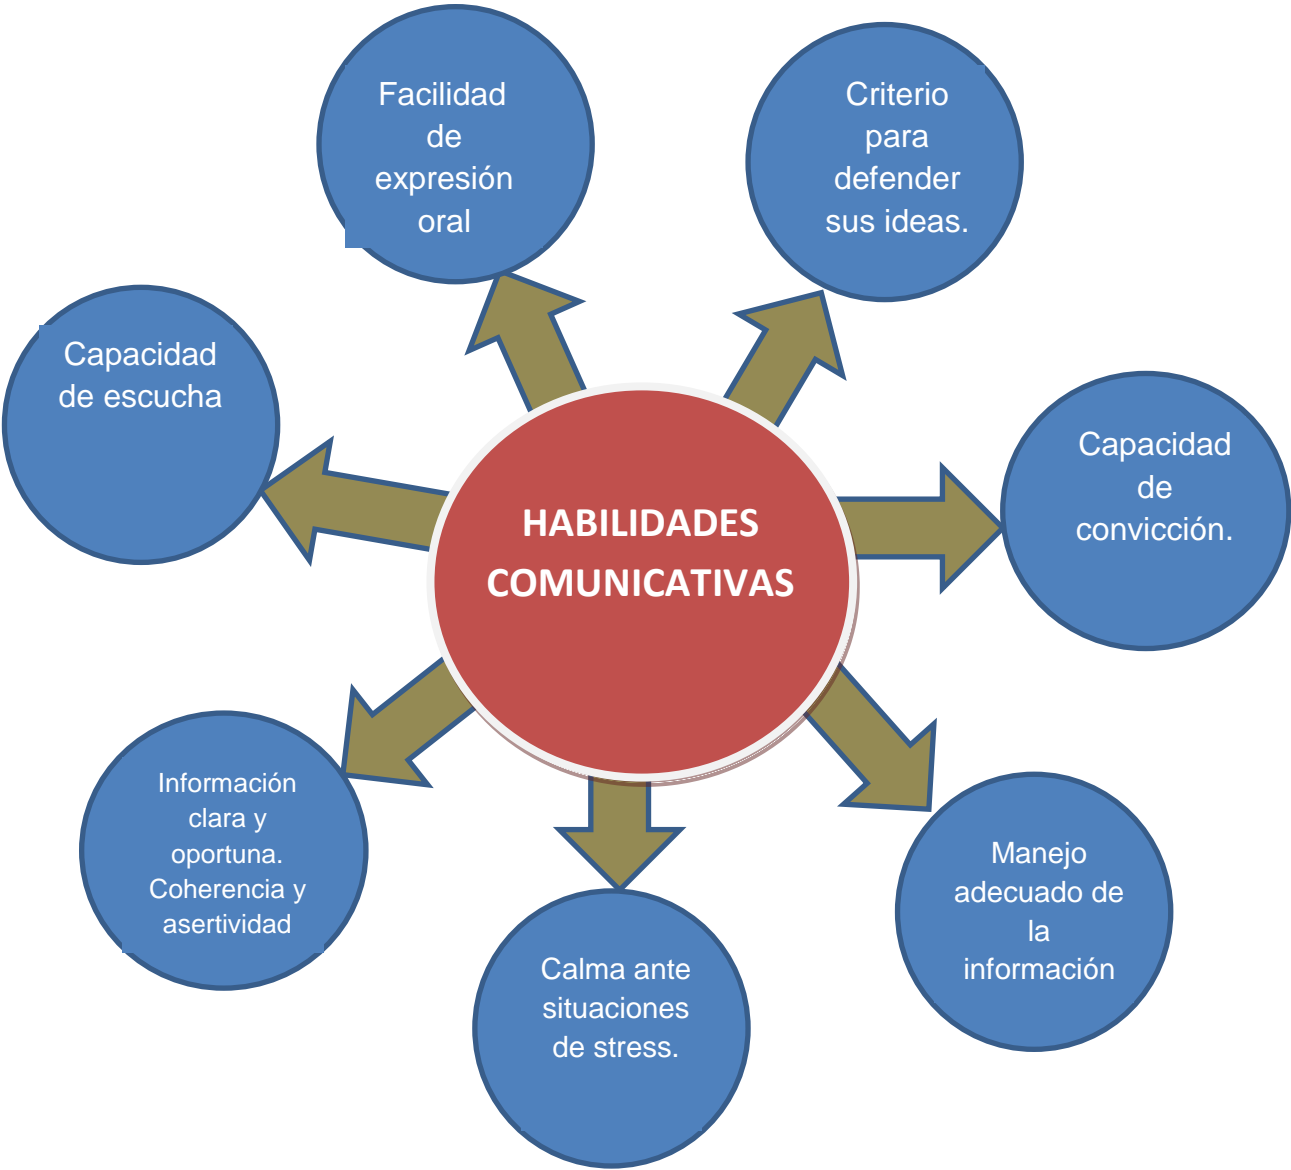 Facilidad
de
expresión
oral
Criterio
para
defender
sus ideas.
Capacidad
de escucha
Capacidad
de
convicción.
HABILIDADES
COMUNICATIVAS
Información
clara y
oportuna.
Coherencia y
asertividad
Manejo
adecuado de
la
información
Calma ante
situaciones
de stress.